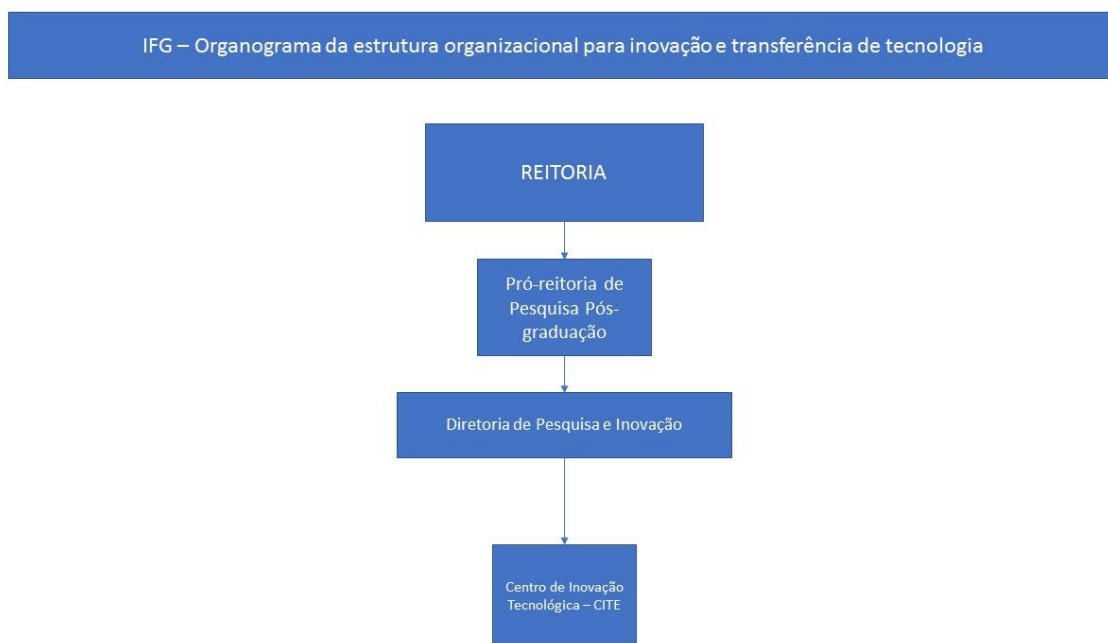 IFG – Organograma da estrutura organizacional para inovação e transferência de tecnologia
REITORIA
Pró-reitoria de
Pesquisa Pós-
graduação
Diretoria de Pesquisa e Inovação
Centro de Inovação
Tecnológica – CITE